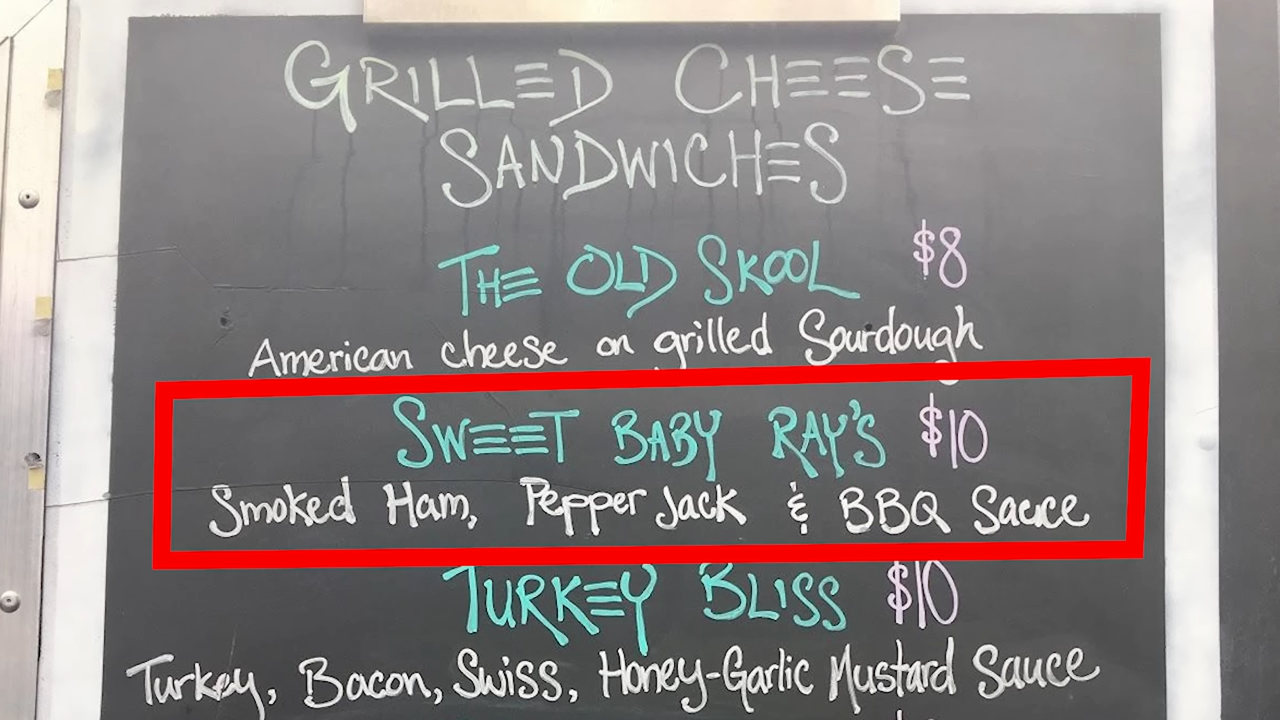 GRILLED CHEESE
SANDWICHES
THE OLD SKOOL $8
American cheese on grilled Sourdough
SWEET BABY RAY'S $10
Smoked Ham, Pepper Jack & BBQ Sauce
TURKEY BLISS $10
Turkey, Bacon, Swiss, Honey-Garlic Mustard Sauce